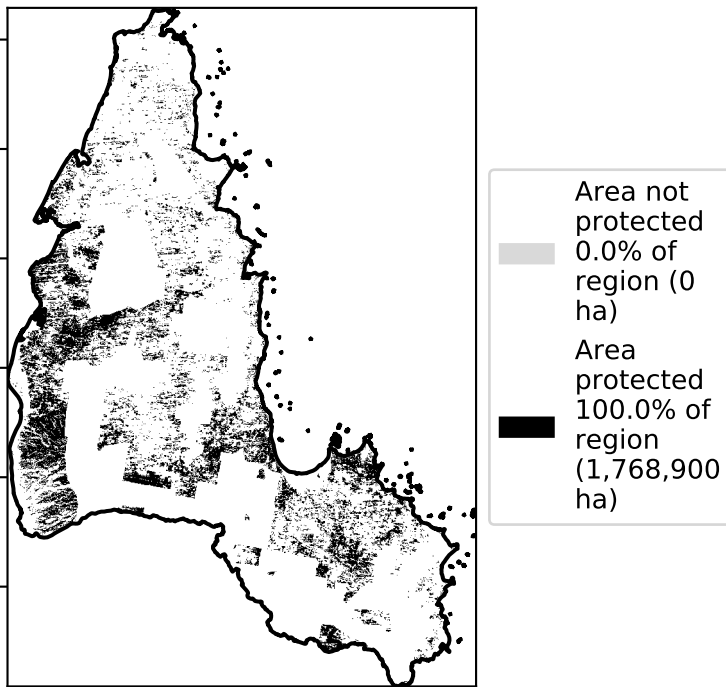 Area not
protected
0.0% of
region (0
ha)
Area
protected
100.0% of
region
(1,768,900
ha)